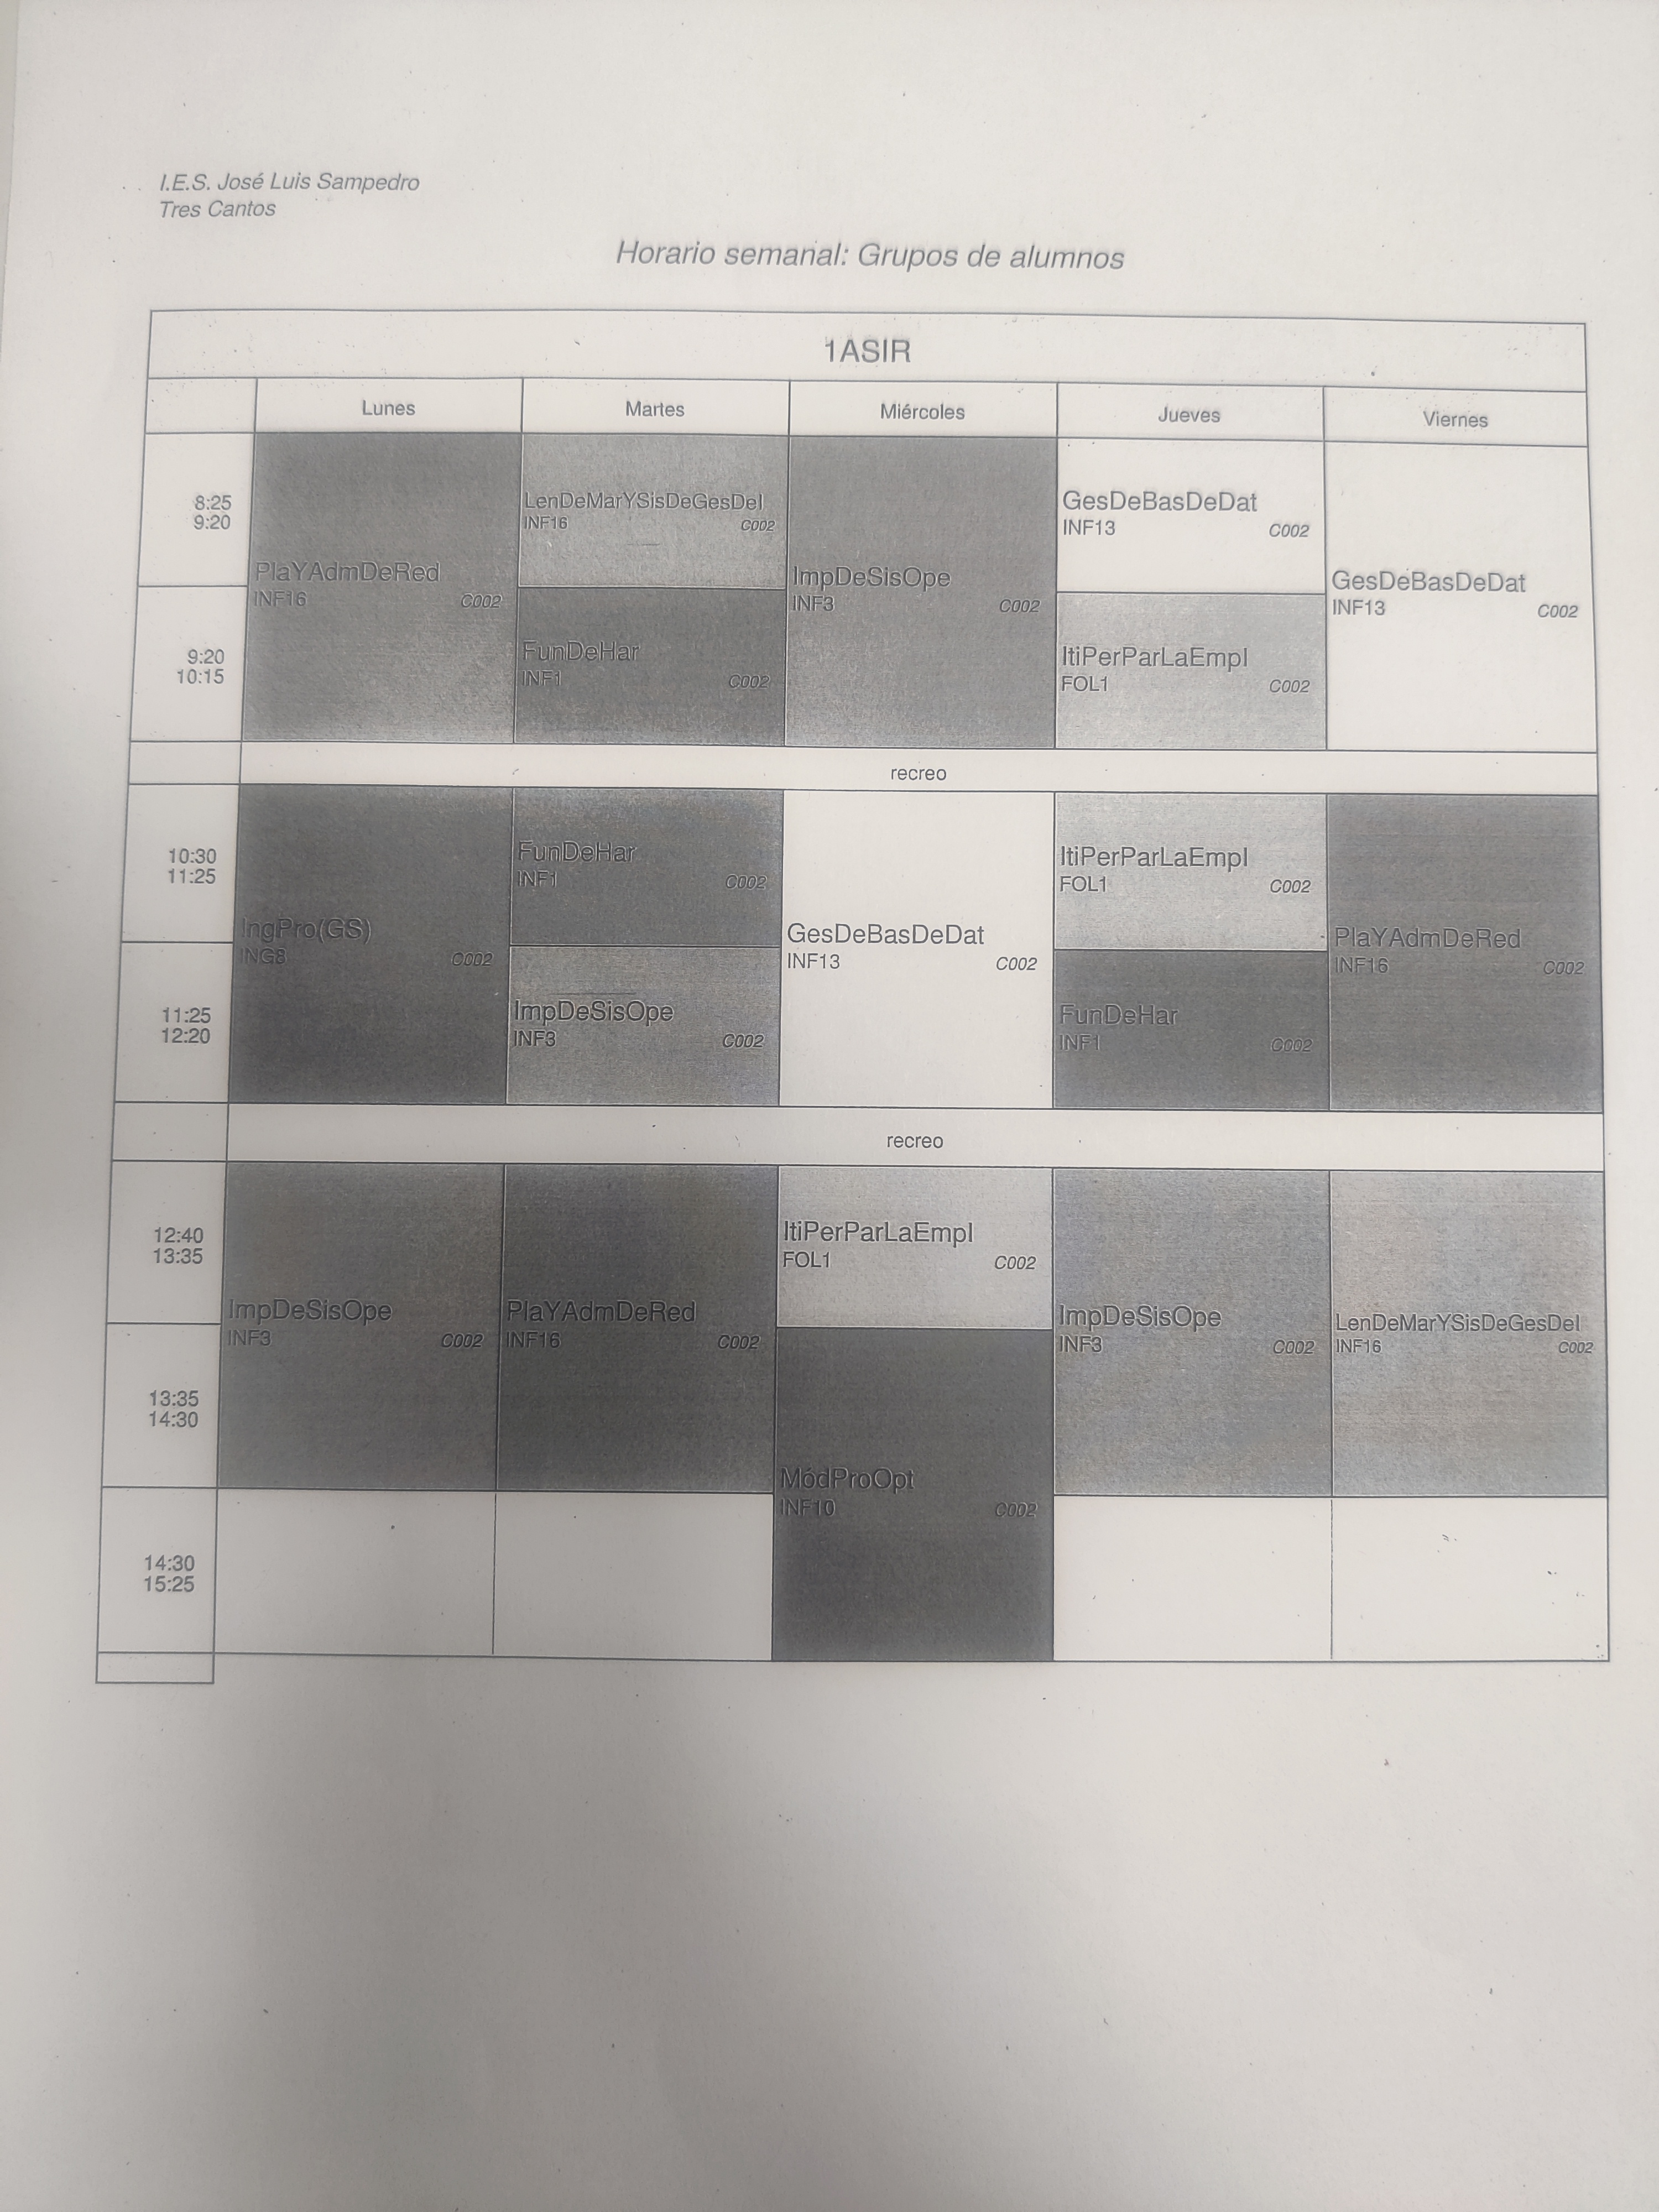 I.E.S. José Luis Sampedro
Tres Cantos
Horario semanal: Grupos de alumnos
1ASIR
Lunes Martes Miércoles Jueves Viernes
8:25
9:20
PlaYAdmDeRed
INF16 C002
LenDeMarYSisDeGesDel
INF16 C002
ImpDeSisOpe
INF3 C002
GesDeBasDeDat
INF13 C002
GesDeBasDeDat
INF13 C002
9:20
10:15
FunDeHar
INF1 C002
ItiPerParLaEmpl
FOL1 C002
recreo
10:30
11:25
IngPro(GS)
ING8 C002
FunDeHar
INF1 C002
GesDeBasDeDat
INF13 C002
ItiPerParLaEmpl
FOL1 C002
PlaYAdmDeRed
INF16 C002
11:25
12:20
ImpDeSisOpe
INF3 C002
FunDeHar
INF1 C002
recreo
12:40
13:35
ImpDeSisOpe
INF3 C002
PlaYAdmDeRed
INF16 C002
ItiPerParLaEmpl
FOL1 C002
ImpDeSisOpe
INF3 C002
LenDeMarYSisDeGesDel
INF16 C002
13:35
14:30
MódProOpt
INF10 C002
14:30
15:25